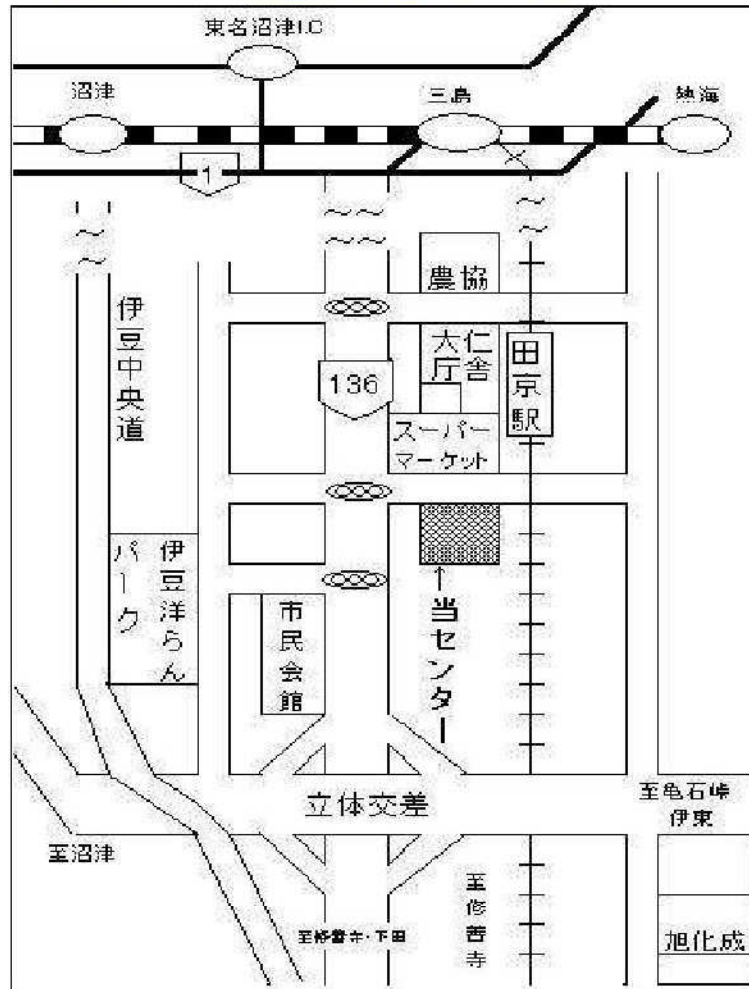 東名沼津I.C
沼津
三島
熱海
1
農協
伊豆中央道
大仁
庁舎
田京駅
136
スーパー
マーケット
伊豆洋らん
パーク
↑当センター
市民会館
立体交差
至亀石峠
伊東
至沼津
至修善寺・下田
至修善寺
旭化成